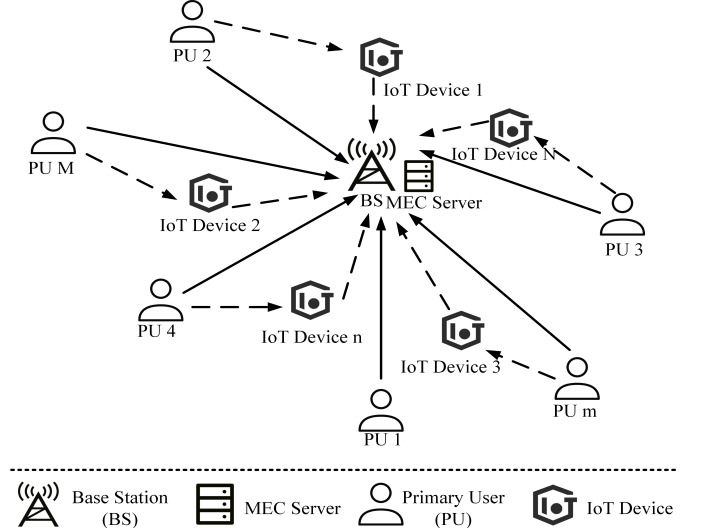 PU 2
IoT Device 1
PU M
IoT Device N
IoT Device 2
BS MEC Server
PU 3
PU 4
IoT Device n
IoT Device 3
PU m
PU 1
Base Station
(BS)
MEC Server
Primary User
(PU)
IoT Device